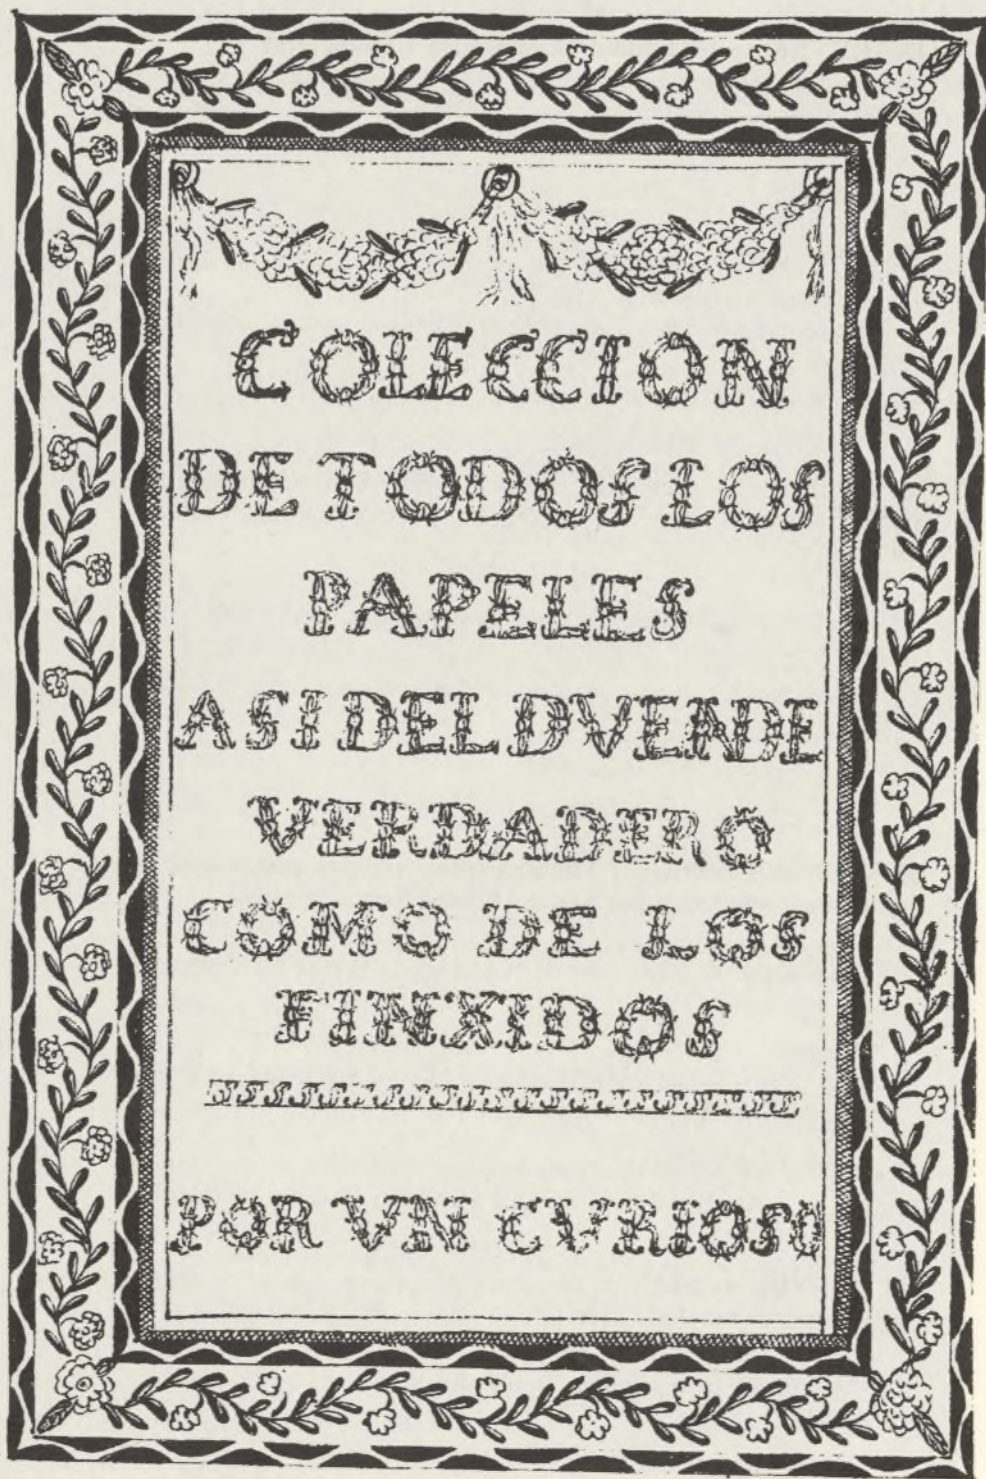 COLECCION
DE TODOS LOS
PAPELES
ASI DEL DVENDE
VERDADERO
COMO DE LOS
FINXIDOS
POR VN CVRIOSO